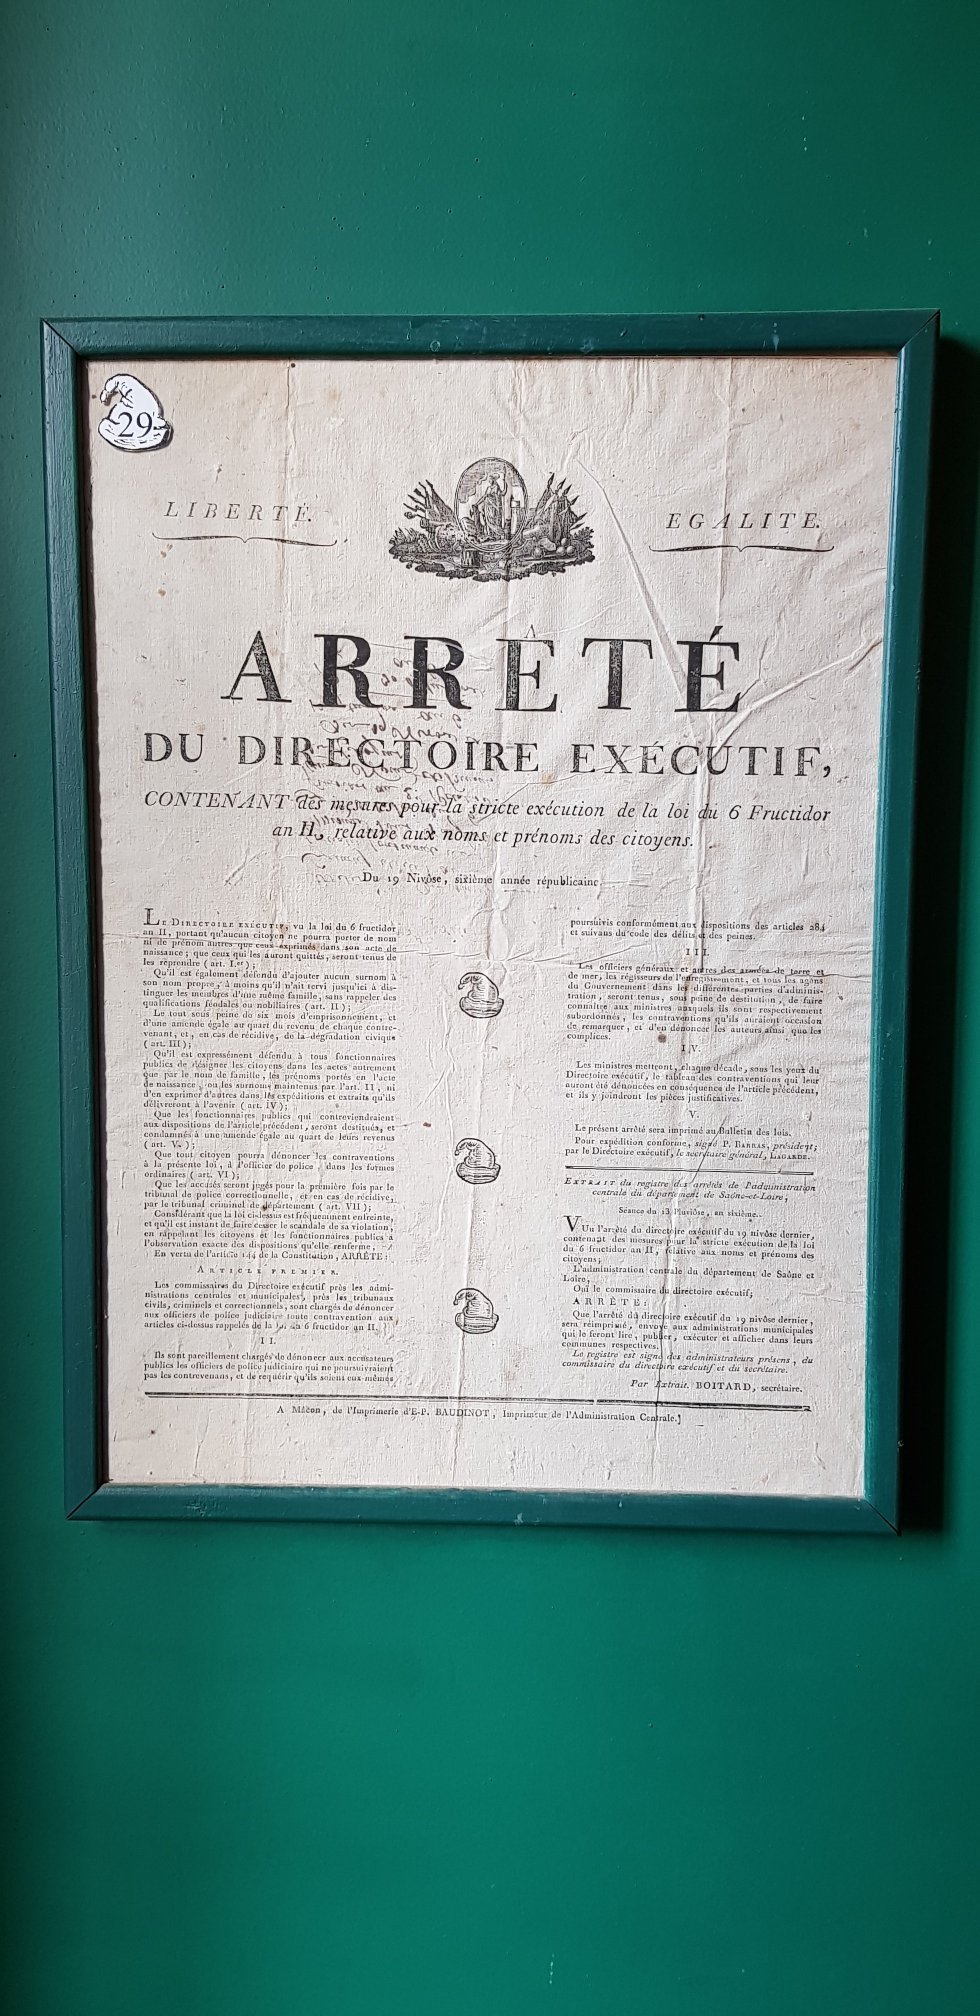 29
LIBERTÉ.
EGALITE.
ARRÊTÉ
DU DIRECTOIRE EXÉCUTIF,
CONTENANT des mesures pour la stricte exécution de la loi du 6 Fructidor
an II, relative aux noms et prénoms des citoyens.
Du 19 Nivôse, sixième année républicaine.
LE DIRECTOIRE EXÉCUTIF, vu la loi du 6 fructidor
an II, portant qu'aucun citoyen ne pourra porter de nom
ni de prénom autres que ceux exprimés dans son acte de
naissance; que ceux qui les auront quittés, seront tenus de
les reprendre (art. I.er);
Qu'il est également défendu d'ajouter aucun surnom à
son nom propre, à moins qu'il n'ait servi jusqu'ici à dis-
tinguer les membres d'une même famille, sans rappeler des
qualifications féodales ou nobiliaires (art. II);
Le tout sous peine de six mois d'emprisonnement, et
d'une amende égale au quart du revenu de chaque contre-
venant, et, en cas de récidive, de la dégradation civique
(art. III);
Qu'il est expressément défendu à tous fonctionnaires
publics de désigner les citoyens dans les actes autrement
que par le nom de famille, les prénoms portés en l'acte
de naissance, ou les surnoms maintenus par l'art. II, ni
d'en exprimer d'autres dans les expéditions et extraits qu'ils
délivreront à l'avenir (art. IV);
Que les fonctionnaires publics qui contreviendraient
aux dispositions de l'article précédent, seront destitués, et
condamnés à une amende égale au quart de leurs revenus
(art. V.);
Que tout citoyen pourra dénoncer les contraventions
à la présente loi, à l'officier de police, dans les formes
ordinaires (art. VI);
Que les accusés seront jugés pour la première fois par le
tribunal de police correctionnelle, et en cas de récidive,
par le tribunal criminel de département (art. VII);
Considérant que la loi ci-dessus est fréquemment enfreinte,
et qu'il est instant de faire cesser le scandale de sa violation,
en rappelant les citoyens et les fonctionnaires publics à
l'observation exacte des dispositions qu'elle renferme,
En vertu de l'article 144 de la Constitution, ARRÊTE:
ARTICLE PREMIER.
Les commissaires du Directoire exécutif près les admi-
nistrations centrales et municipales, près les tribunaux
civils, criminels et correctionnels, sont chargés de dénoncer
aux officiers de police judiciaire toute contravention aux
articles ci-dessus rappelés de la loi du 6 fructidor an II.
II.
Ils sont pareillement chargés de dénoncer aux accusateurs
publics les officiers de police judiciaire qui ne poursuivraient
pas les contrevenans, et de requérir qu'ils soient eux-mêmes
poursuivis conformément aux dispositions des articles 284
et suivans du code des délits et des peines.
III.
Les officiers généraux et autres des armées de terre et
de mer, les régisseurs de l'enregistrement, et tous les agens
du Gouvernement dans les différentes parties d'adminis-
tration, seront tenus, sous peine de destitution, de faire
connaître aux ministres auxquels ils sont respectivement
subordonnés, les contraventions qu'ils auraient occasion
de remarquer, et d'en dénoncer les auteurs ainsi que les
complices.
IV.
Les ministres mettront, chaque décade, sous les yeux du
Directoire exécutif, le tableau des contraventions qui leur
auront été dénoncées en conséquence de l'article précédent,
et ils y joindront les pièces justificatives.
V.
Le présent arrêté sera imprimé au Bulletin des lois.
Pour expédition conforme, signé P. BARRAS, président;
par le Directoire exécutif, le secrétaire général, LAGARDE.
EXTRAIT du registre des arrêtés de l'administration
centrale du département de Saône-et-Loire;
Séance du 13 Pluviôse, an sixième.
VU l'arrêté du directoire exécutif du 19 nivôse dernier,
contenant des mesures pour la stricte exécution de la loi
du 6 fructidor an II, relative aux noms et prénoms des
citoyens;
L'administration centrale du département de Saône et
Loire;
Ouï le commissaire du directoire exécutif;
ARRÊTE:
Que l'arrêté du directoire exécutif du 19 nivôse dernier,
sera réimprimé, envoyé aux administrations municipales
qui le feront lire, publier, exécuter et afficher dans leurs
communes respectives.
Le registre est signé des administrateurs présens, du
commissaire du directoire exécutif et du secrétaire.
Par Extrait. BOITARD, secrétaire.
A Mâcon, de l'Imprimerie d'E-P. BAUDINOT, Imprimeur de l'Administration Centrale.